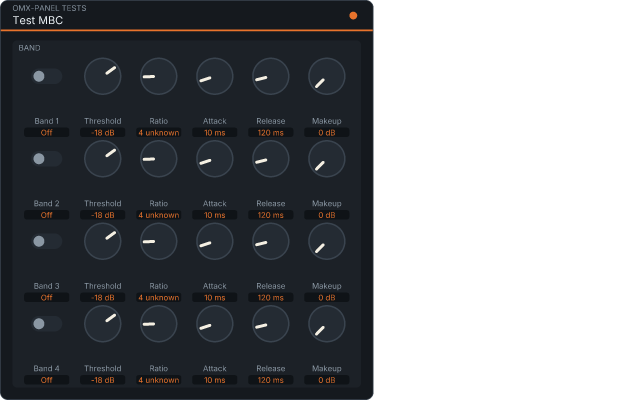 OMX-PANEL TESTS
Test MBC
BAND
Band 1 Threshold Ratio Attack Release Makeup
Off -18 dB 4 unknown 10 ms 120 ms 0 dB
Band 2 Threshold Ratio Attack Release Makeup
Off -18 dB 4 unknown 10 ms 120 ms 0 dB
Band 3 Threshold Ratio Attack Release Makeup
Off -18 dB 4 unknown 10 ms 120 ms 0 dB
Band 4 Threshold Ratio Attack Release Makeup
Off -18 dB 4 unknown 10 ms 120 ms 0 dB